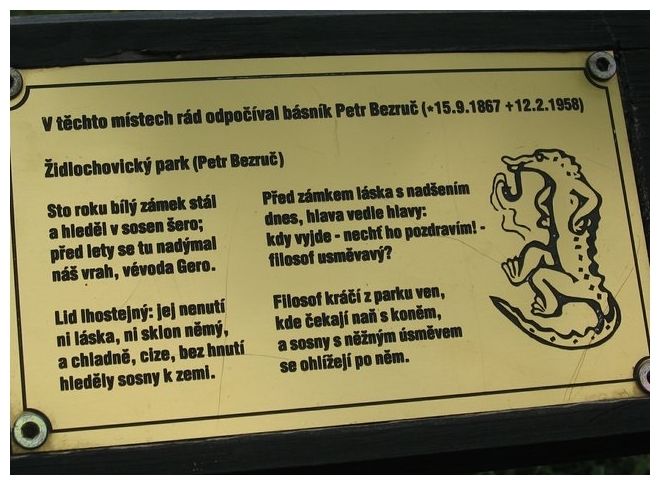 V těchto místech rád odpočíval básník Petr Bezruč (*15.9.1867 +12.2.1958)
Židlochovický park (Petr Bezruč)
Sto roku bílý zámek stál
a hleděl v sosen šero;
před lety se tu nadýmal
náš vrah, vévoda Gero.
Lid lhostejný: jej nenutí
ni láska, ni sklon němý,
a chladně, cize, bez hnutí
hleděly sosny k zemi.
Před zámkem láska s nadšením
dnes, hlava vedle hlavy:
kdy vyjde - nechť ho pozdravím! -
filosof usměvavý?
Filosof kráčí z parku ven,
kde čekají naň s koněm,
a sosny s něžným úsměvem
se ohlížejí po něm.